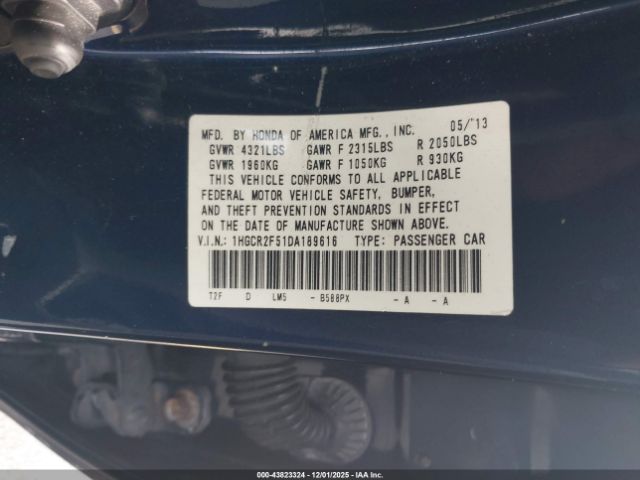 MFD. BY HONDA OF AMERICA MFG., INC. 05/'13
GVWR 4321LBS GAWR F 2315LBS R 2050LBS
GVWR 1960KG GAWR F 1050KG R 930KG
THIS VEHICLE CONFORMS TO ALL APPLICABLE
FEDERAL MOTOR VEHICLE SAFETY, BUMPER,
AND THEFT PREVENTION STANDARDS IN EFFECT
ON THE DATE OF MANUFACTURE SHOWN ABOVE.
V.I.N.: 1HGCR2F51DA189616 TYPE: PASSENGER CAR
T2F D LM5 - B588PX - A - A
000-43823324 | 12/01/2025 | IAA, Inc.